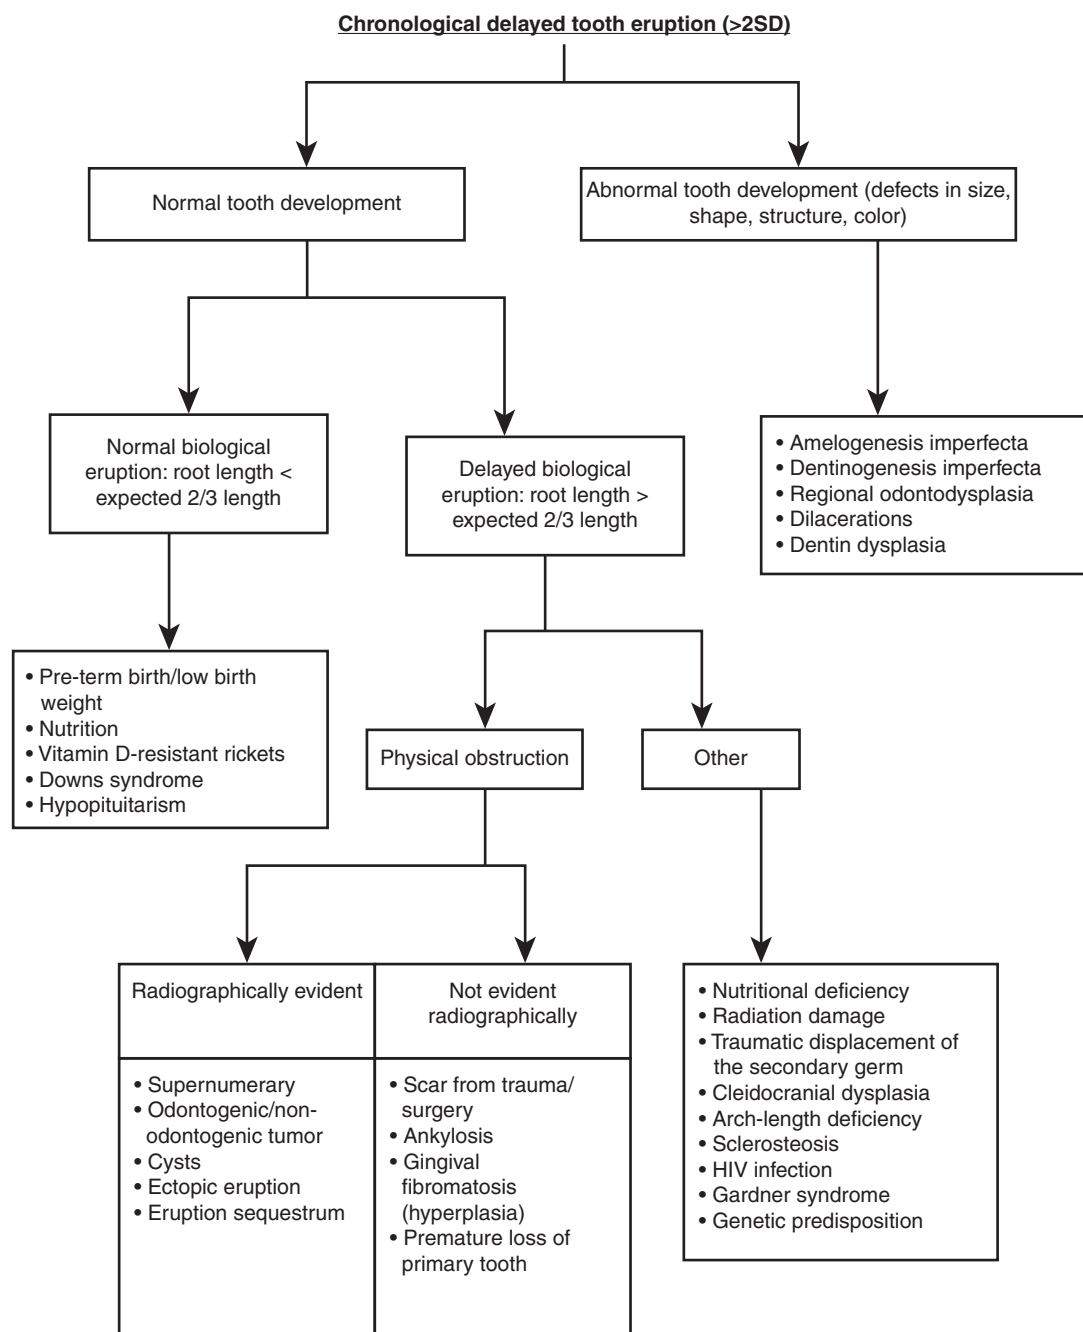 Chronological delayed tooth eruption (>2SD)
Normal tooth development
Abnormal tooth development (defects in size,
shape, structure, color)
Normal biological
eruption: root length <
expected 2/3 length
Delayed biological
eruption: root length >
expected 2/3 length
• Amelogenesis imperfecta
• Dentinogenesis imperfecta
• Regional odontodysplasia
• Dilacerations
• Dentin dysplasia
• Pre-term birth/low birth
weight
• Nutrition
• Vitamin D-resistant rickets
• Downs syndrome
• Hypopituitarism
Physical obstruction
Other
Radiographically evident
Not evident
radiographically
• Supernumerary
• Odontogenic/non-
odontogenic tumor
• Cysts
• Ectopic eruption
• Eruption sequestrum
• Scar from trauma/
surgery
• Ankylosis
• Gingival
fibromatosis
(hyperplasia)
• Premature loss of
primary tooth
• Nutritional deficiency
• Radiation damage
• Traumatic displacement of
the secondary germ
• Cleidocranial dysplasia
• Arch-length deficiency
• Sclerosteosis
• HIV infection
• Gardner syndrome
• Genetic predisposition